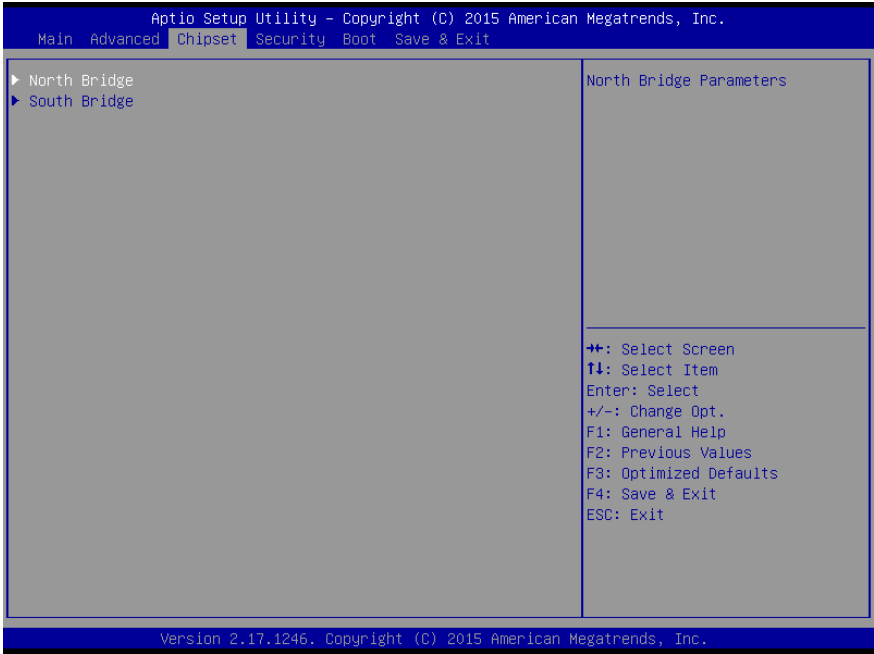 Aptio Setup Utility – Copyright (C) 2015 American Megatrends, Inc.
Main Advanced Chipset Security Boot Save & Exit
► North Bridge
► South Bridge
North Bridge Parameters
→←: Select Screen
↑↓: Select Item
Enter: Select
+/-: Change Opt.
F1: General Help
F2: Previous Values
F3: Optimized Defaults
F4: Save & Exit
ESC: Exit
Version 2.17.1246. Copyright (C) 2015 American Megatrends, Inc.